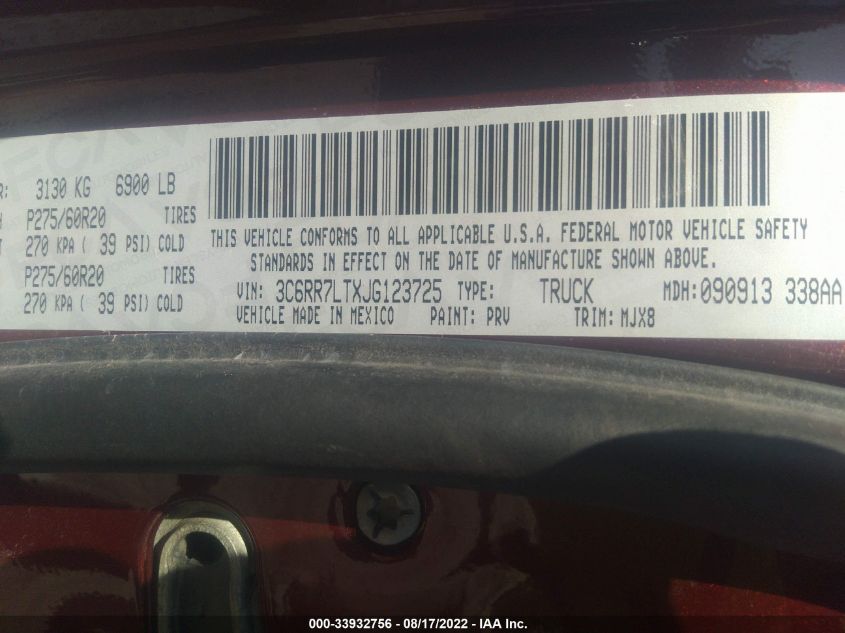 R: 3130 KG 6900 LB
P275/60R20 TIRES
270 KPA ( 39 PSI) COLD
P275/60R20 TIRES
270 KPA ( 39 PSI) COLD
THIS VEHICLE CONFORMS TO ALL APPLICABLE U.S.A. FEDERAL MOTOR VEHICLE SAFETY
STANDARDS IN EFFECT ON THE DATE OF MANUFACTURE SHOWN ABOVE.
VIN: 3C6RR7LTXJG123725 TYPE: TRUCK MDH: 090913 338AA
VEHICLE MADE IN MEXICO PAINT: PRV TRIM: MJX8
000-33932756 - 08/17/2022 - IAA Inc.